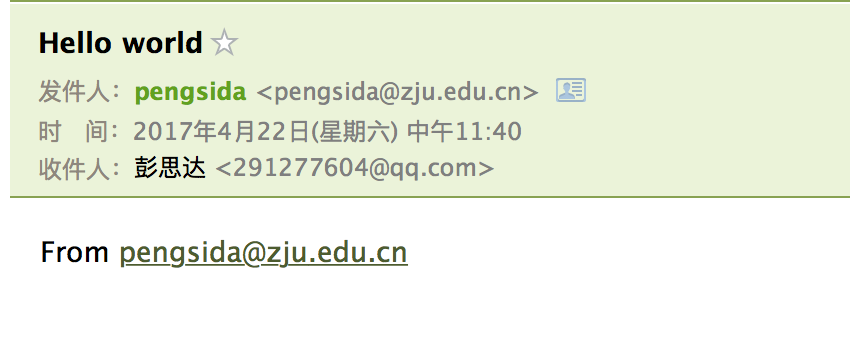 Hello world
发件人：pengsida <pengsida@zju.edu.cn>
时 间：2017年4月22日(星期六) 中午11:40
收件人：彭思达 <291277604@qq.com>
From pengsida@zju.edu.cn